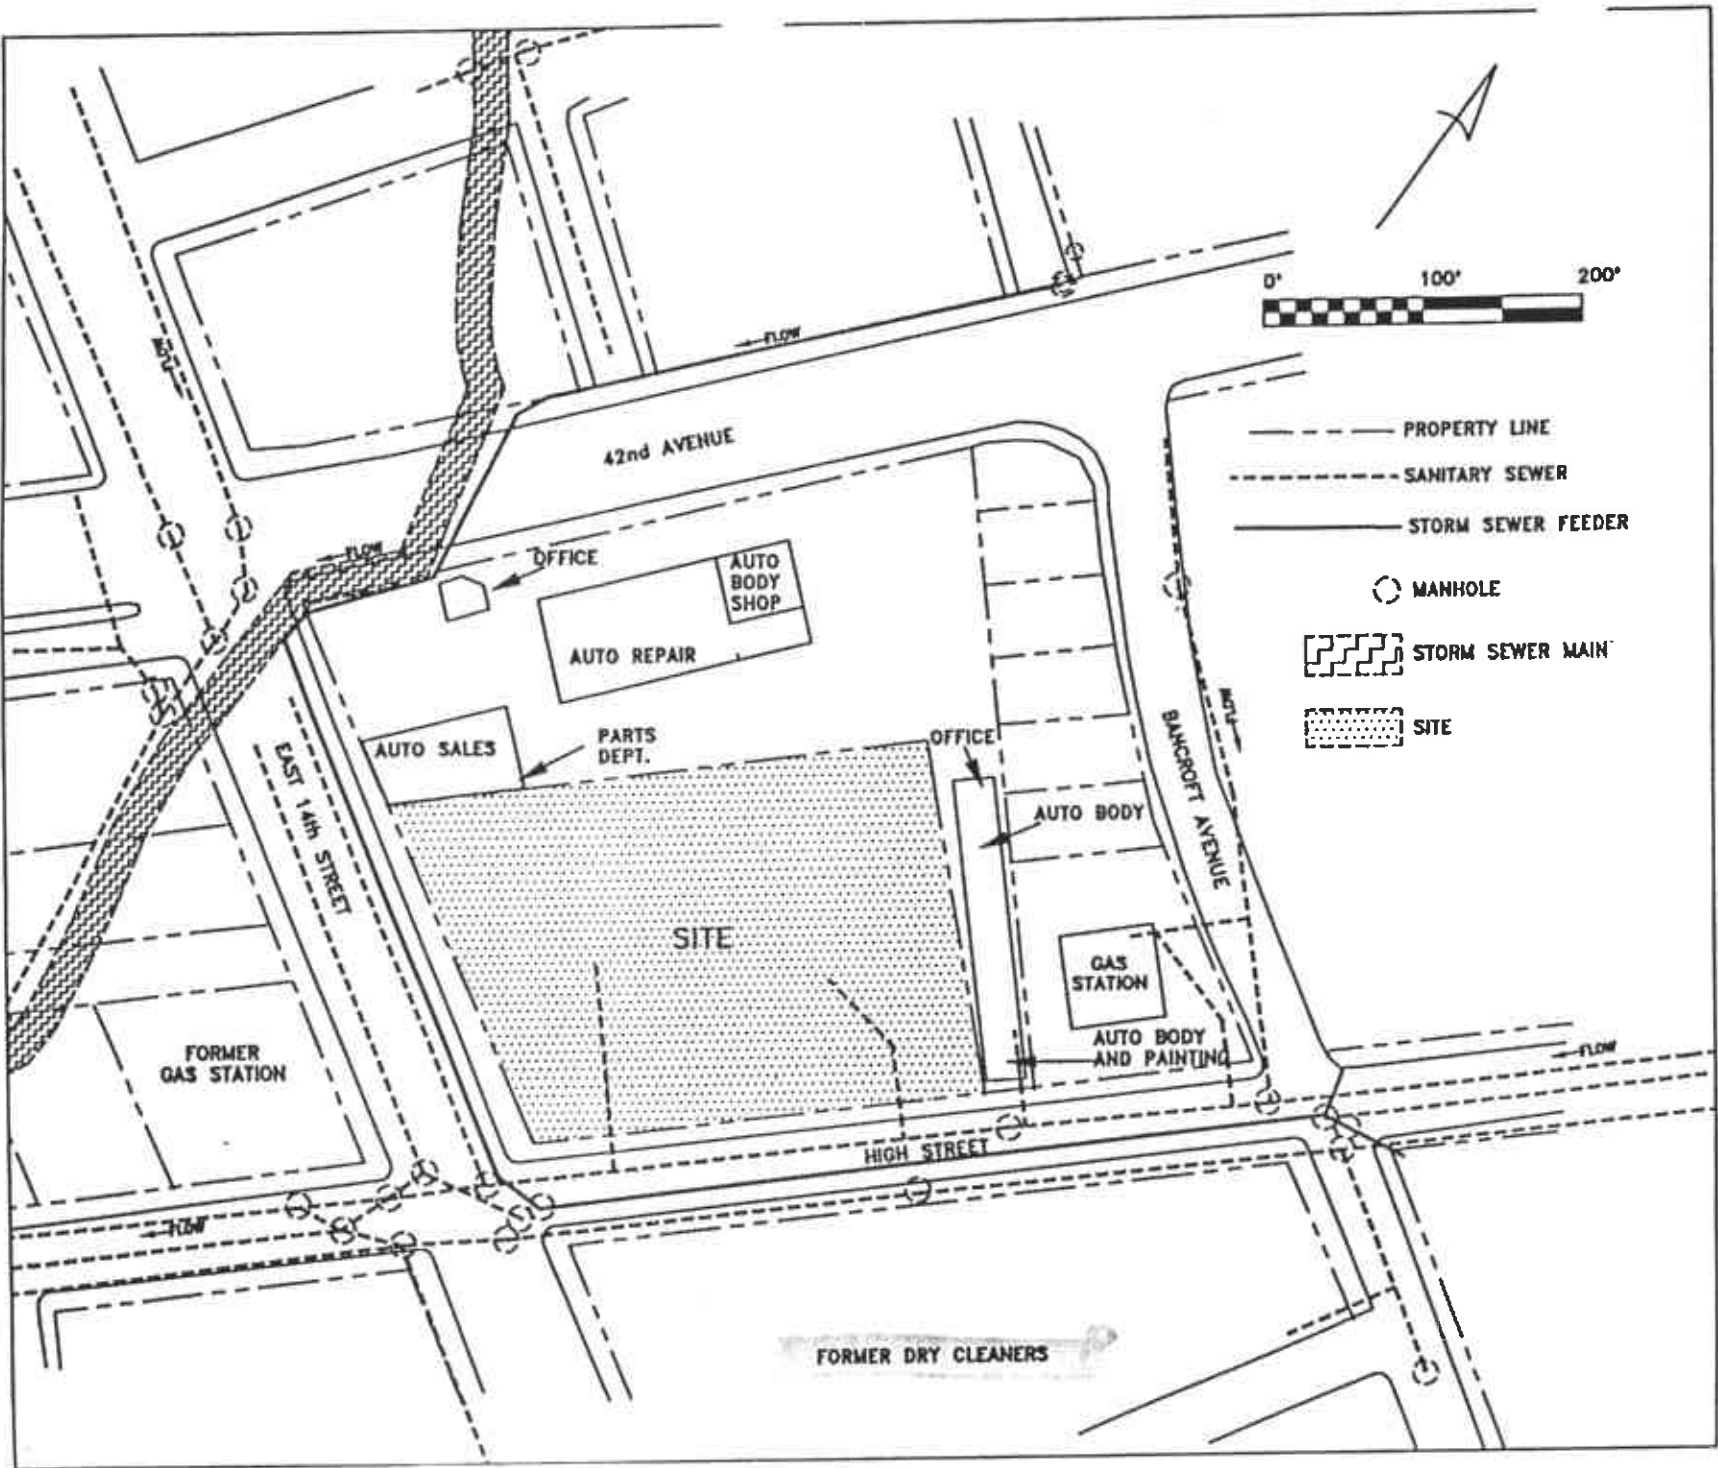 0' 100' 200'
FLOW
FLOW
42nd AVENUE
PROPERTY LINE
SANITARY SEWER
STORM SEWER FEEDER
MANHOLE
STORM SEWER MAIN
SITE
FLOW
OFFICE
AUTO
BODY
SHOP
AUTO REPAIR
AUTO SALES
PARTS
DEPT.
OFFICE
FLOW
BANCROFT AVENUE
EAST 14th STREET
AUTO BODY
SITE
GAS
STATION
AUTO BODY
AND PAINTING
FORMER
GAS STATION
FLOW
HIGH STREET
FLOW
FORMER DRY CLEANERS